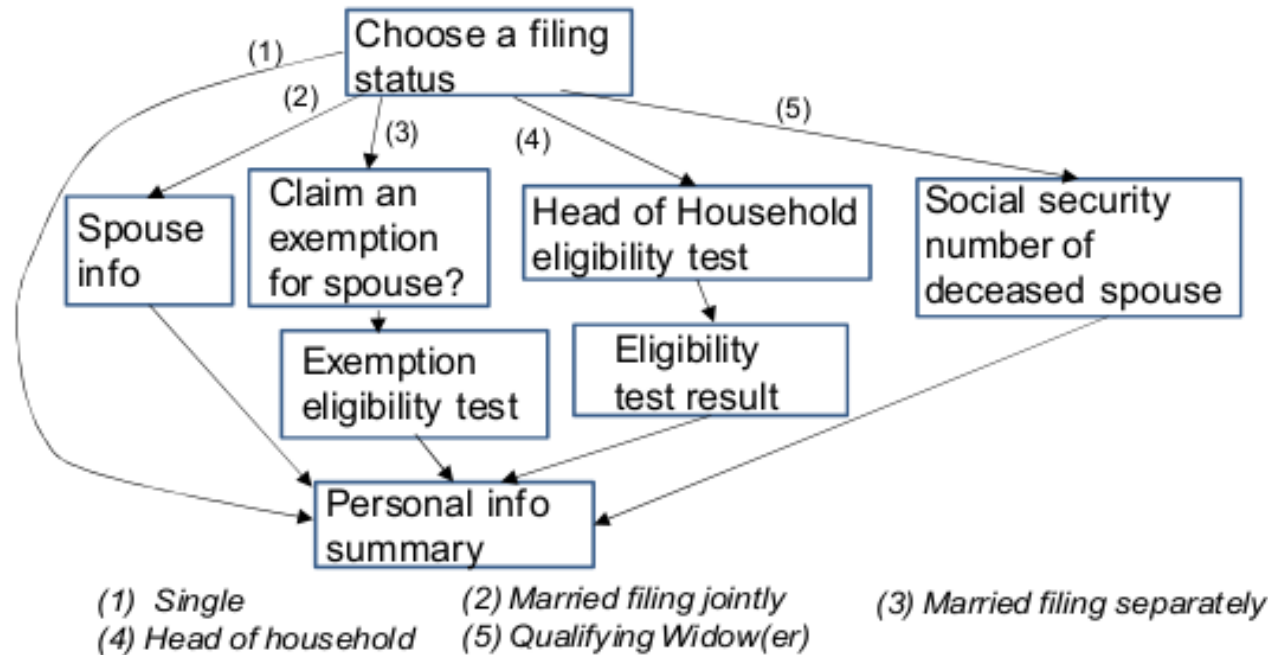 Choose a filing
status
(1)
(2)
(3)
(4)
(5)
Spouse
info
Claim an
exemption
for spouse?
Head of Household
eligibility test
Social security
number of
deceased spouse
Exemption
eligibility test
Eligibility
test result
Personal info
summary
(1) Single
(2) Married filing jointly
(3) Married filing separately
(4) Head of household
(5) Qualifying Widow(er)